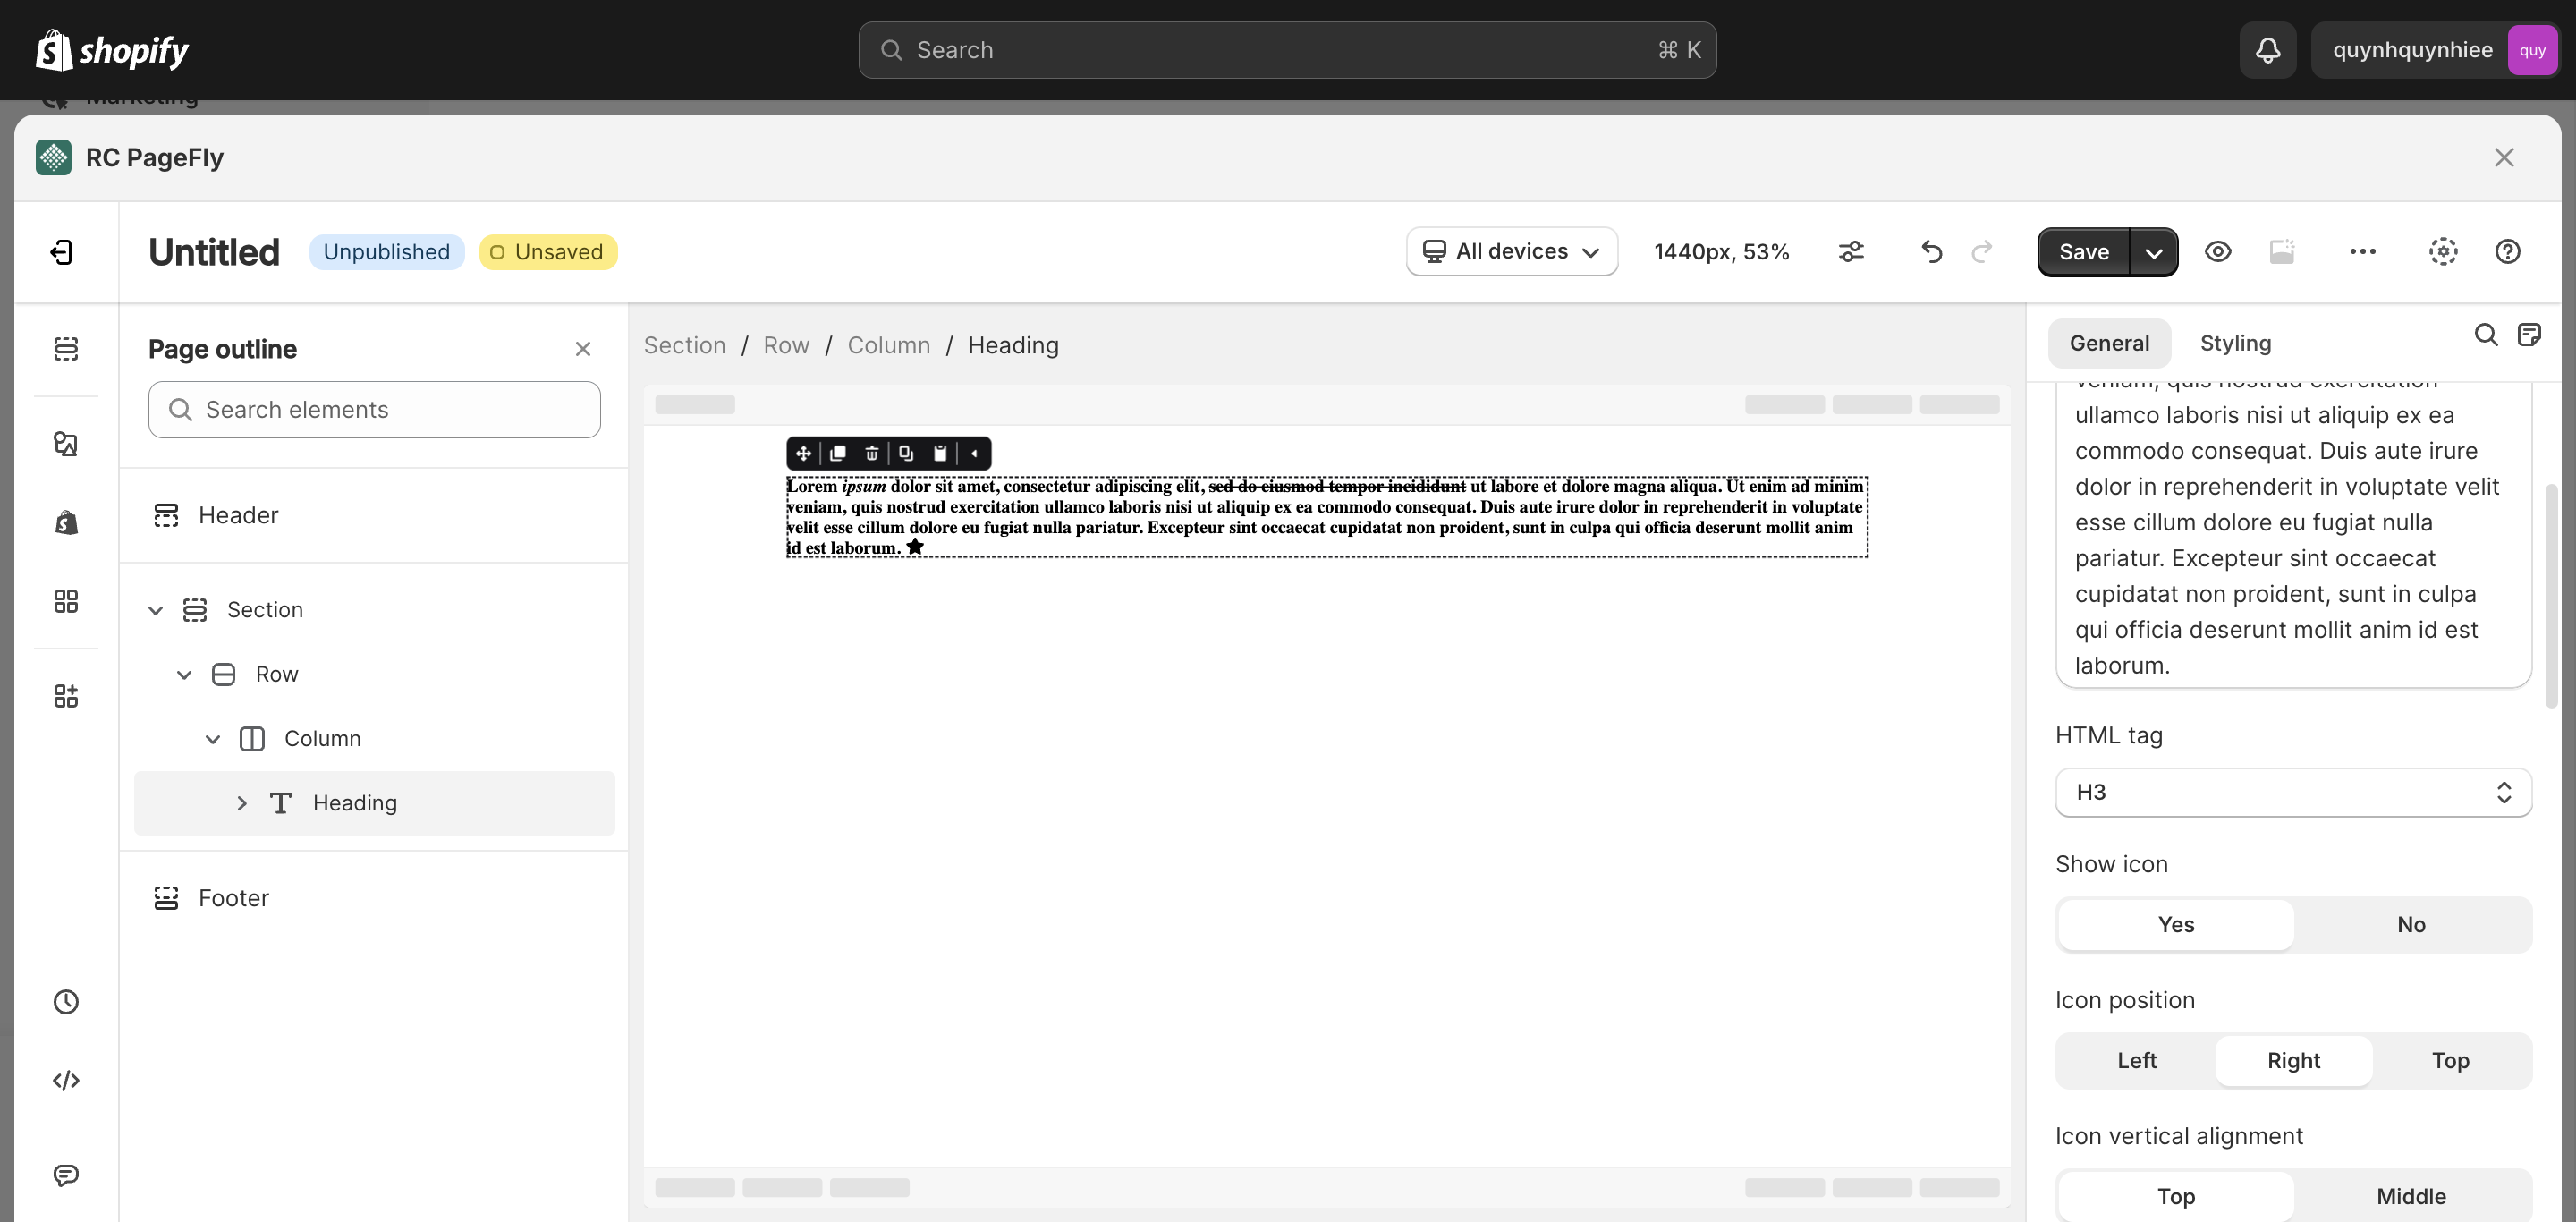 shopify
Search
⌘ K
quynhquynhiee
quy
Marketing
RC PageFly
Untitled
Unpublished
Unsaved
All devices
1440px, 53%
Save
Page outline
Search elements
Header
Section
Row
Column
Heading
Footer
Section / Row / Column / Heading
Lorem ipsum dolor sit amet, consectetur adipiscing elit, sed do eiusmod tempor incididunt ut labore et dolore magna aliqua. Ut enim ad minim
veniam, quis nostrud exercitation ullamco laboris nisi ut aliquip ex ea commodo consequat. Duis aute irure dolor in reprehenderit in voluptate
velit esse cillum dolore eu fugiat nulla pariatur. Excepteur sint occaecat cupidatat non proident, sunt in culpa qui officia deserunt mollit anim
id est laborum.
General
Styling
veniam, quis nostrud exercitation
ullamco laboris nisi ut aliquip ex ea
commodo consequat. Duis aute irure
dolor in reprehenderit in voluptate velit
esse cillum dolore eu fugiat nulla
pariatur. Excepteur sint occaecat
cupidatat non proident, sunt in culpa
qui officia deserunt mollit anim id est
laborum.
HTML tag
H3
Show icon
Yes
No
Icon position
Left
Right
Top
Icon vertical alignment
Top
Middle